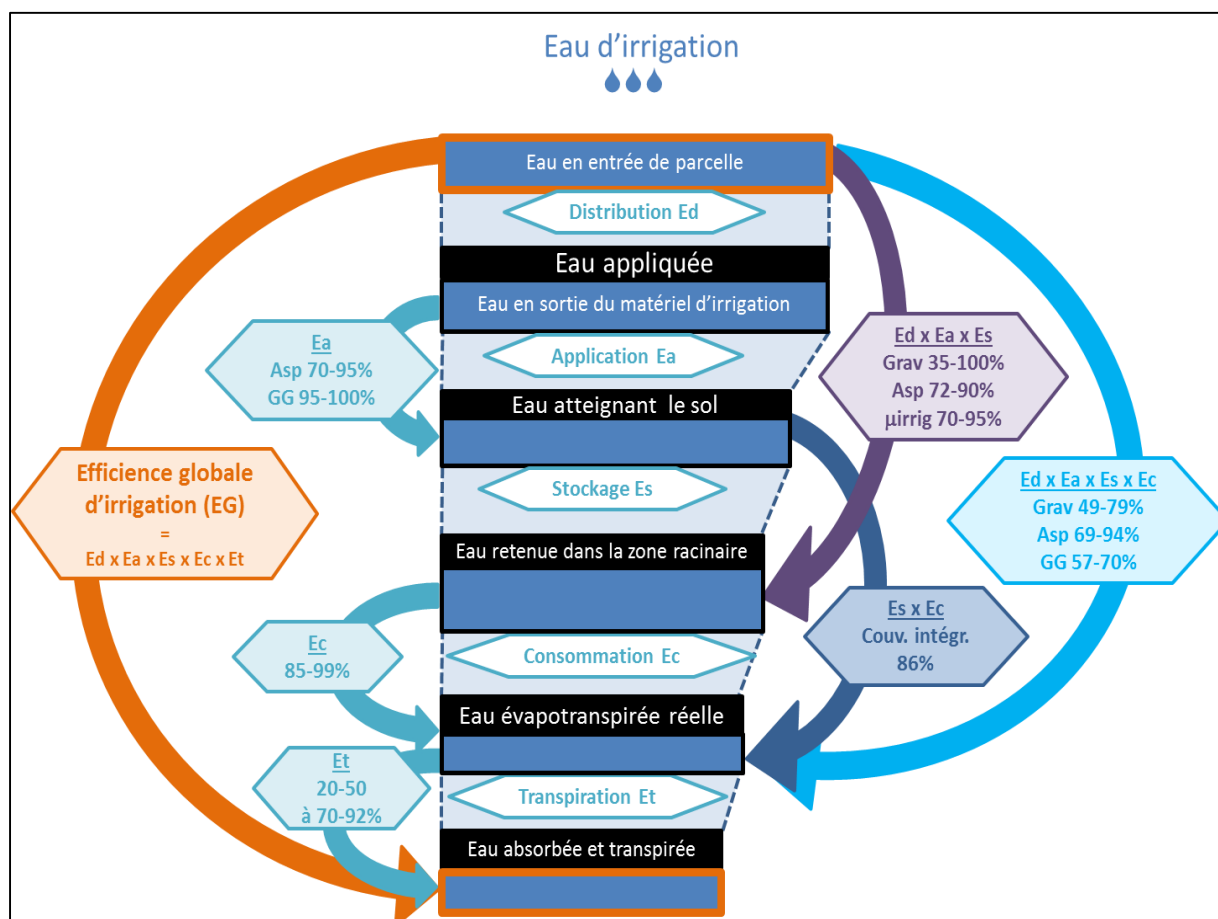 Eau d'irrigation
Eau en entrée de parcelle
Distribution Ed
Eau appliquée
Eau en sortie du matériel d'irrigation
Application Ea
Eau atteignant le sol
Stockage Es
Eau retenue dans la zone racinaire
Consommation Ec
Eau évapotranspirée réelle
Transpiration Et
Eau absorbée et transpirée
Ea
Asp 70-95%
GG 95-100%
Efficience globale
d'irrigation (EG)
=
Ed x Ea x Es x Ec x Et
Ec
85-99%
Et
20-50
à 70-92%
Ed x Ea x Es
Grav 35-100%
Asp 72-90%
μirrig 70-95%
Es x Ec
Couv. intégr.
86%
Ed x Ea x Es x Ec
Grav 49-79%
Asp 69-94%
GG 57-70%